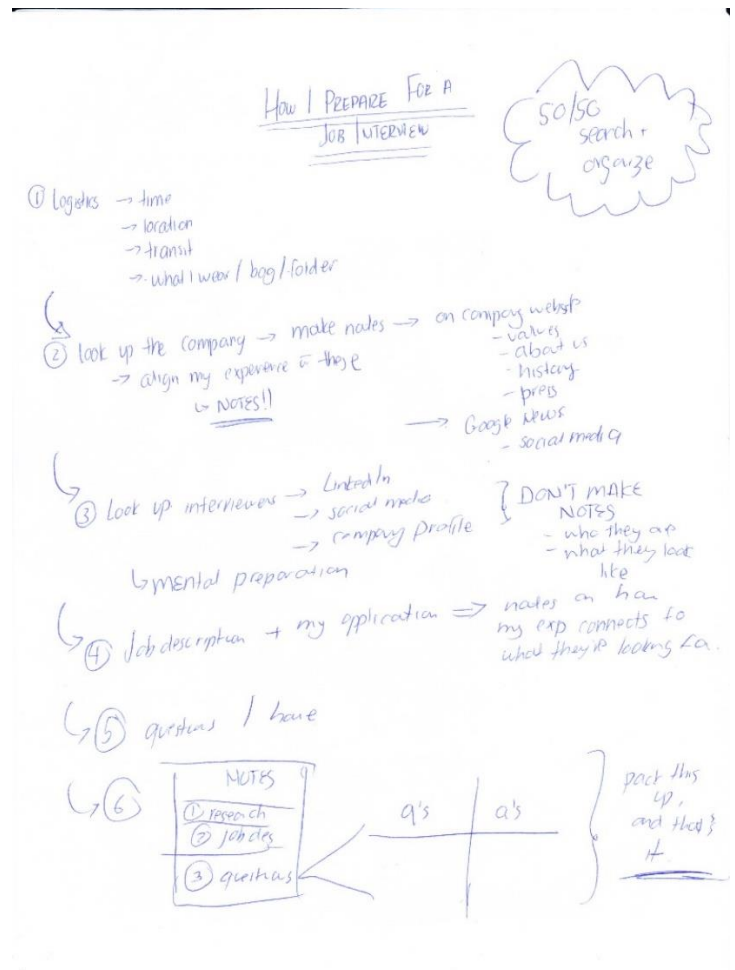 How I PREPARE FOR A
JOB INTERVIEW
50/50
search +
organize
① Logistics → time
→ location
→ transit
→ what I wear / bag / folder
② look up the company → make notes → on company website
- values
- about us
- history
- press
→ align my experience c̄ these
↳ NOTES!!
→ Google News
- social media
③ Look up interviewers → LinkedIn
→ social media
→ company profile
} DON'T MAKE
NOTES
- who they are
- what they look
like
↳ mental preparation
④ Job description + my application ⇒ notes on how
my exp connects to
what they're looking for.
⑤ questions I have
⑥ NOTES
① research
② job des
③ questions
q's | a's
} pack this
up,
and that's
it.